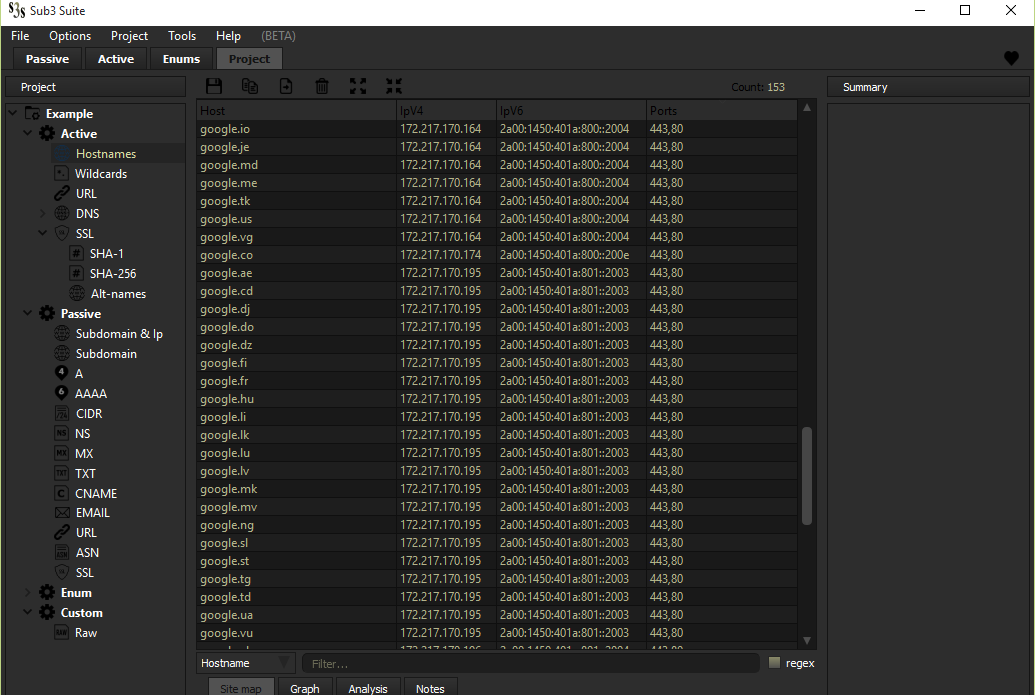 S3S Sub3 Suite
File Options Project Tools Help (BETA)
Passive Active Enums Project
Project
Example
Active
Hostnames
Wildcards
URL
DNS
SSL
# SHA-1
# SHA-256
Alt-names
Passive
Subdomain & Ip
Subdomain
4 A
6 AAAA
CIDR
NS NS
MX MX
TXT TXT
C CNAME
EMAIL
URL
ASN ASN
SSL
Enum
Custom
RAW Raw
Count: 153
Host IpV4 IpV6 Ports
google.io 172.217.170.164 2a00:1450:401a:800::2004 443,80
google.je 172.217.170.164 2a00:1450:401a:800::2004 443,80
google.md 172.217.170.164 2a00:1450:401a:800::2004 443,80
google.me 172.217.170.164 2a00:1450:401a:800::2004 443,80
google.tk 172.217.170.164 2a00:1450:401a:800::2004 443,80
google.us 172.217.170.164 2a00:1450:401a:800::2004 443,80
google.vg 172.217.170.164 2a00:1450:401a:800::2004 443,80
google.co 172.217.170.174 2a00:1450:401a:800::200e 443,80
google.ae 172.217.170.195 2a00:1450:401a:801::2003 443,80
google.cd 172.217.170.195 2a00:1450:401a:801::2003 443,80
google.dj 172.217.170.195 2a00:1450:401a:801::2003 443,80
google.do 172.217.170.195 2a00:1450:401a:801::2003 443,80
google.dz 172.217.170.195 2a00:1450:401a:801::2003 443,80
google.fi 172.217.170.195 2a00:1450:401a:801::2003 443,80
google.fr 172.217.170.195 2a00:1450:401a:801::2003 443,80
google.hu 172.217.170.195 2a00:1450:401a:801::2003 443,80
google.li 172.217.170.195 2a00:1450:401a:801::2003 443,80
google.lk 172.217.170.195 2a00:1450:401a:801::2003 443,80
google.lu 172.217.170.195 2a00:1450:401a:801::2003 443,80
google.lv 172.217.170.195 2a00:1450:401a:801::2003 443,80
google.mk 172.217.170.195 2a00:1450:401a:801::2003 443,80
google.mv 172.217.170.195 2a00:1450:401a:801::2003 443,80
google.ng 172.217.170.195 2a00:1450:401a:801::2003 443,80
google.sl 172.217.170.195 2a00:1450:401a:801::2003 443,80
google.st 172.217.170.195 2a00:1450:401a:801::2003 443,80
google.tg 172.217.170.195 2a00:1450:401a:801::2003 443,80
google.td 172.217.170.195 2a00:1450:401a:801::2003 443,80
google.ua 172.217.170.195 2a00:1450:401a:801::2003 443,80
google.vu 172.217.170.195 2a00:1450:401a:801::2003 443,80
Hostname Filter... regex
Site map Graph Analysis Notes
Summary